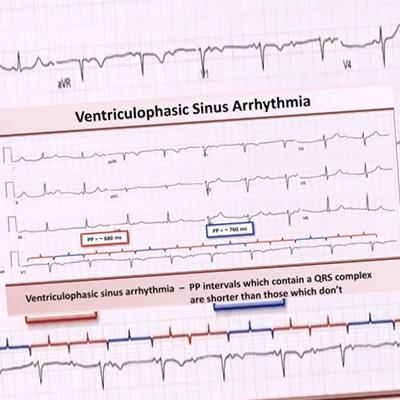 aVR
V1
V4
Ventriculophasic Sinus Arrhythmia
PP = ~ 680 ms
PP = ~ 760 ms
Ventriculophasic sinus arrhythmia – PP intervals which contain a QRS complex
are shorter than those which don't